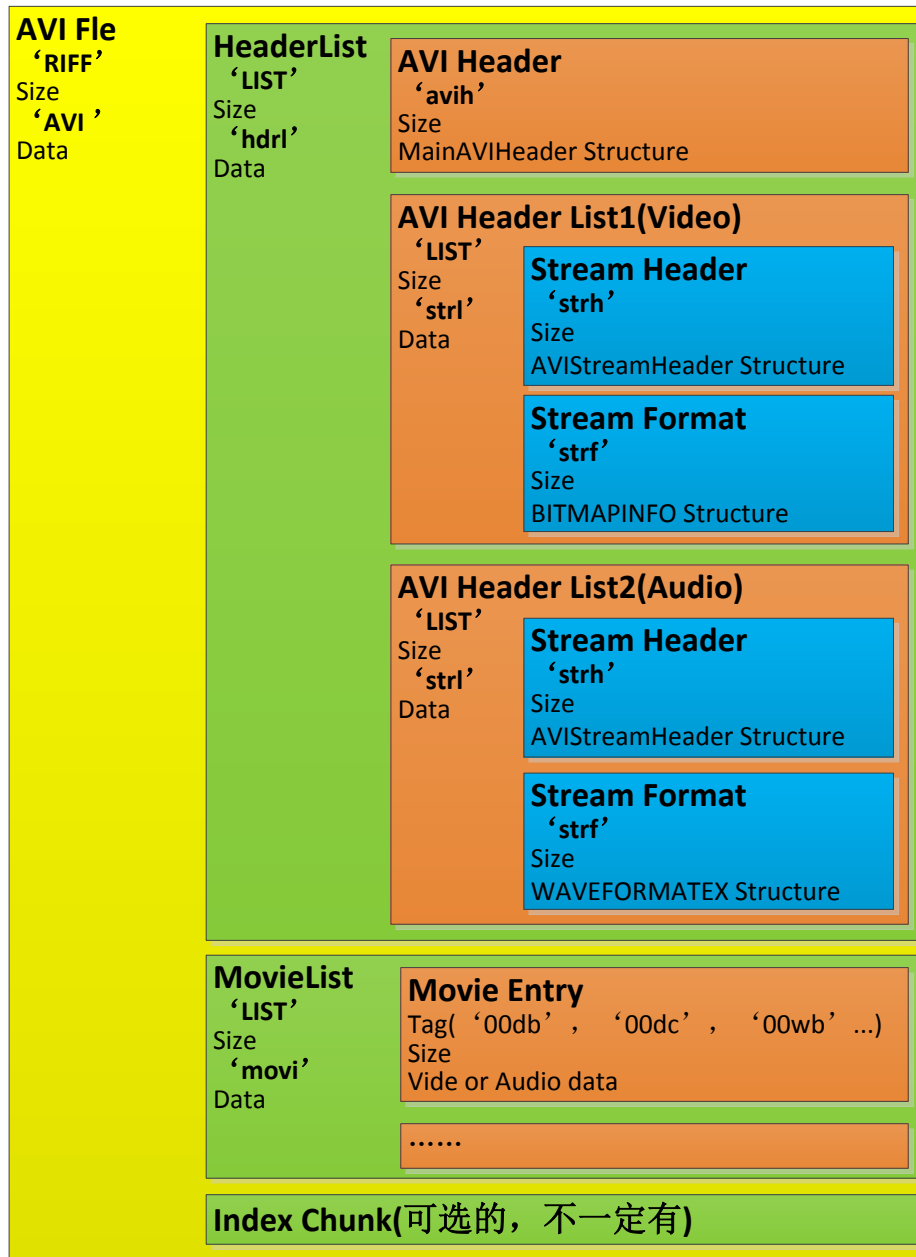 AVI Fle
‘RIFF’
Size
‘AVI ’
Data
HeaderList
‘LIST’
Size
‘hdrl’
Data
AVI Header
‘avih’
Size
MainAVIHeader Structure
AVI Header List1(Video)
‘LIST’
Size
‘strl’
Data
Stream Header
‘strh’
Size
AVIStreamHeader Structure
Stream Format
‘strf’
Size
BITMAPINFO Structure
AVI Header List2(Audio)
‘LIST’
Size
‘strl’
Data
Stream Header
‘strh’
Size
AVIStreamHeader Structure
Stream Format
‘strf’
Size
WAVEFORMATEX Structure
MovieList
‘LIST’
Size
‘movi’
Data
Movie Entry
Tag(‘00db’, ‘00dc’, ‘00wb’...)
Size
Vide or Audio data
……
Index Chunk(可选的，不一定有)